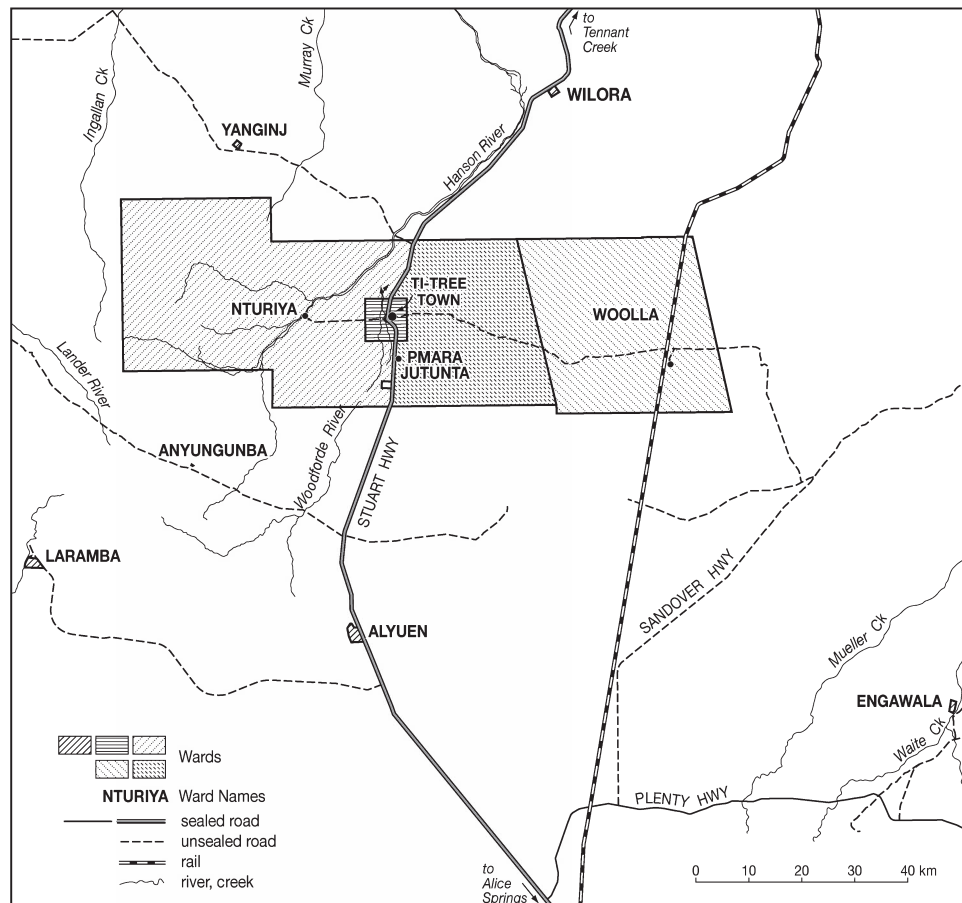 to
Tennant
Creek
Ingallan Ck
Murray Ck
WILORA
YANGINJ
Hanson River
TI-TREE
TOWN
NTURIYA
WOOLLA
PMARA
JUTUNTA
Lander River
Woodforde River
STUART HWY
ANYUNGUNBA
LARAMBA
SANDOVER HWY
ALYUEN
Mueller Ck
ENGAWALA
Waite Ck
PLENTY HWY
Wards
NTURIYA Ward Names
sealed road
unsealed road
rail
river, creek
to
Alice
Springs
0 10 20 30 40 km